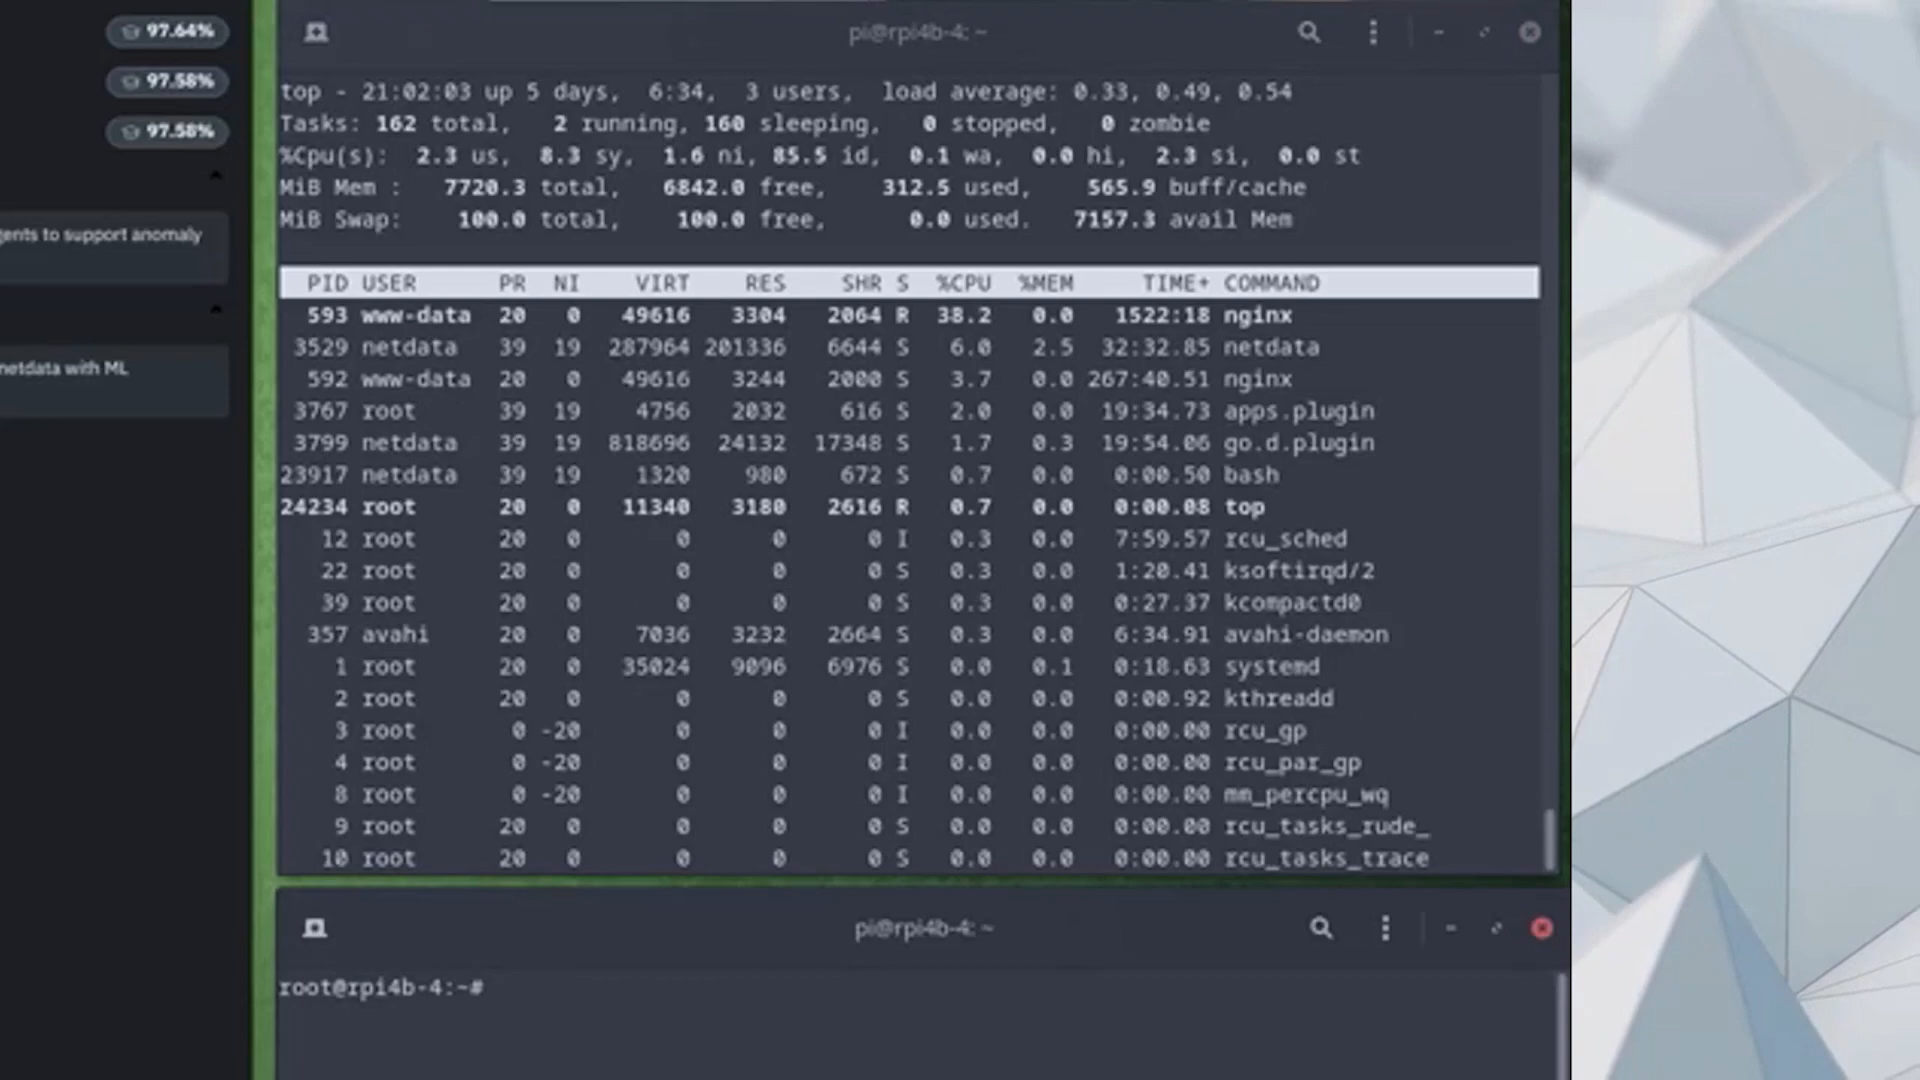 97.64%
97.58%
97.58%
gents to support anomaly
netdata with ML
pi@rpi4b-4: ~
top - 21:02:03 up 5 days,  6:34,  3 users,  load average: 0.33, 0.49, 0.54
Tasks: 162 total,   2 running, 160 sleeping,   0 stopped,   0 zombie
%Cpu(s):  2.3 us,  8.3 sy,  1.6 ni, 85.5 id,  0.1 wa,  0.0 hi,  2.3 si,  0.0 st
MiB Mem :   7720.3 total,   6842.0 free,    312.5 used,    565.9 buff/cache
MiB Swap:    100.0 total,    100.0 free,      0.0 used.   7157.3 avail Mem
PID USER      PR  NI    VIRT    RES    SHR S  %CPU  %MEM     TIME+ COMMAND
593 www-data  20   0   49616   3304   2064 R  38.2   0.0   1522:18 nginx
3529 netdata   39  19  287964 201336   6644 S   6.0   2.5  32:32.85 netdata
592 www-data  20   0   49616   3244   2000 S   3.7   0.0 267:40.51 nginx
3767 root      39  19    4756   2032    616 S   2.0   0.0  19:34.73 apps.plugin
3799 netdata   39  19  818696  24132  17348 S   1.7   0.3  19:54.06 go.d.plugin
23917 netdata   39  19    1320    980    672 S   0.7   0.0   0:00.50 bash
24234 root      20   0   11340   3180   2616 R   0.7   0.0   0:00.08 top
12 root      20   0       0      0      0 I   0.3   0.0   7:59.57 rcu_sched
22 root      20   0       0      0      0 S   0.3   0.0   1:20.41 ksoftirqd/2
39 root      20   0       0      0      0 S   0.3   0.0   0:27.37 kcompactd0
357 avahi     20   0    7036   3232   2664 S   0.3   0.0   6:34.91 avahi-daemon
1 root      20   0   35024   9096   6976 S   0.0   0.1   0:18.63 systemd
2 root      20   0       0      0      0 S   0.0   0.0   0:00.92 kthreadd
3 root       0 -20       0      0      0 I   0.0   0.0   0:00.00 rcu_gp
4 root       0 -20       0      0      0 I   0.0   0.0   0:00.00 rcu_par_gp
8 root       0 -20       0      0      0 I   0.0   0.0   0:00.00 mm_percpu_wq
9 root      20   0       0      0      0 S   0.0   0.0   0:00.00 rcu_tasks_rude_
10 root      20   0       0      0      0 S   0.0   0.0   0:00.00 rcu_tasks_trace
pi@rpi4b-4: ~
root@rpi4b-4:~#